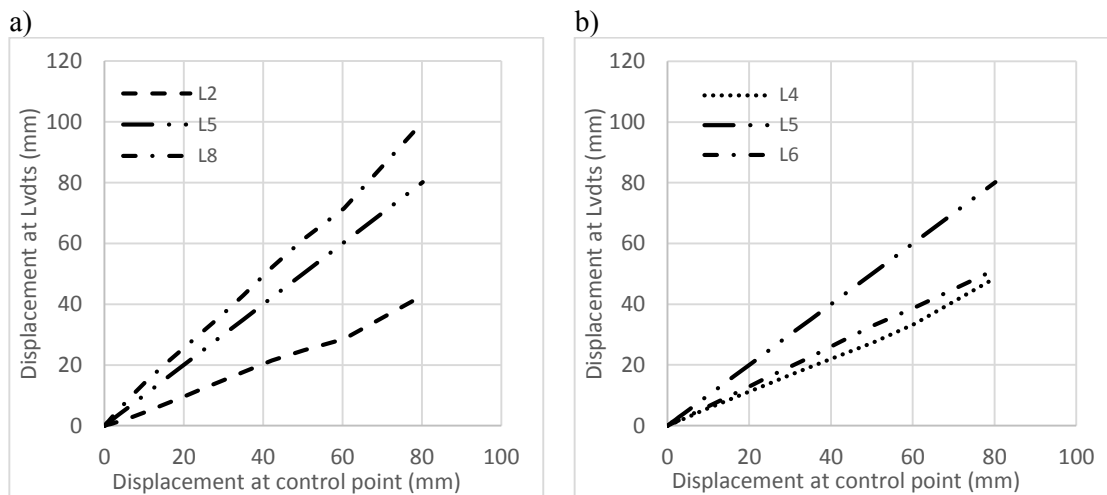 a)
120
100
80
60
40
20
0
Displacement at Lvdts (mm)
L2
L5
L8
0 20 40 60 80 100
Displacement at control point (mm)
b)
120
100
80
60
40
20
0
Displacement at Lvdts (mm)
L4
L5
L6
0 20 40 60 80 100
Displacement at control point (mm)